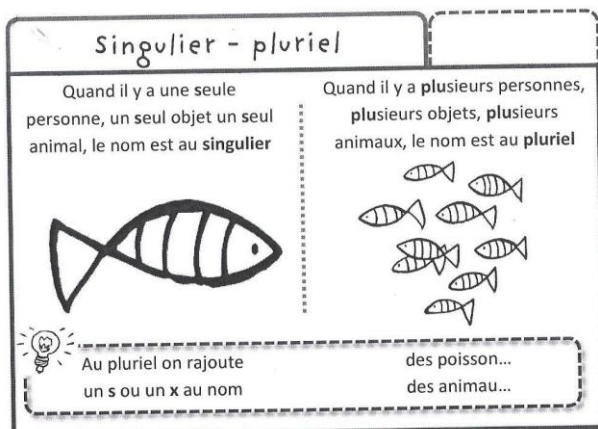 Singulier - pluriel
Quand il y a une seule
personne, un seul objet un seul
animal, le nom est au singulier
Quand il y a plusieurs personnes,
plusieurs objets, plusieurs
animaux, le nom est au pluriel
Au pluriel on rajoute
un s ou un x au nom
des poisson...
des animau...